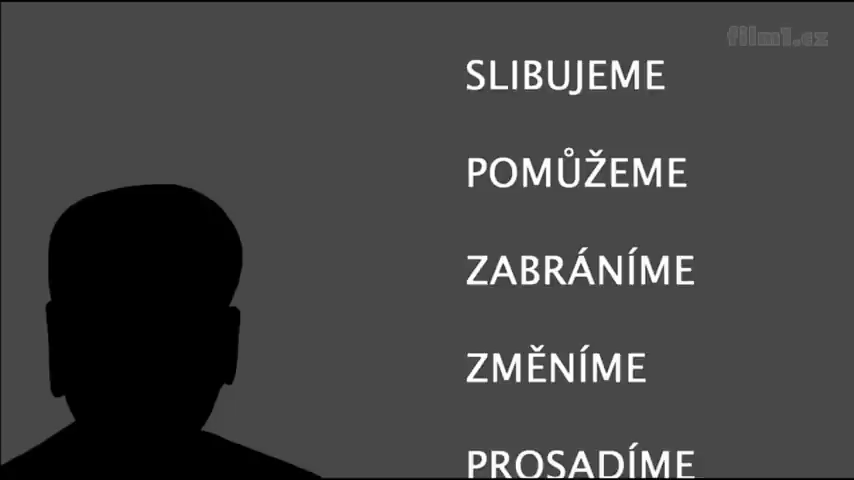 film1.cz
SLIBUJEME
POMŮŽEME
ZABRÁNÍME
ZMĚNÍME
PROSADÍME